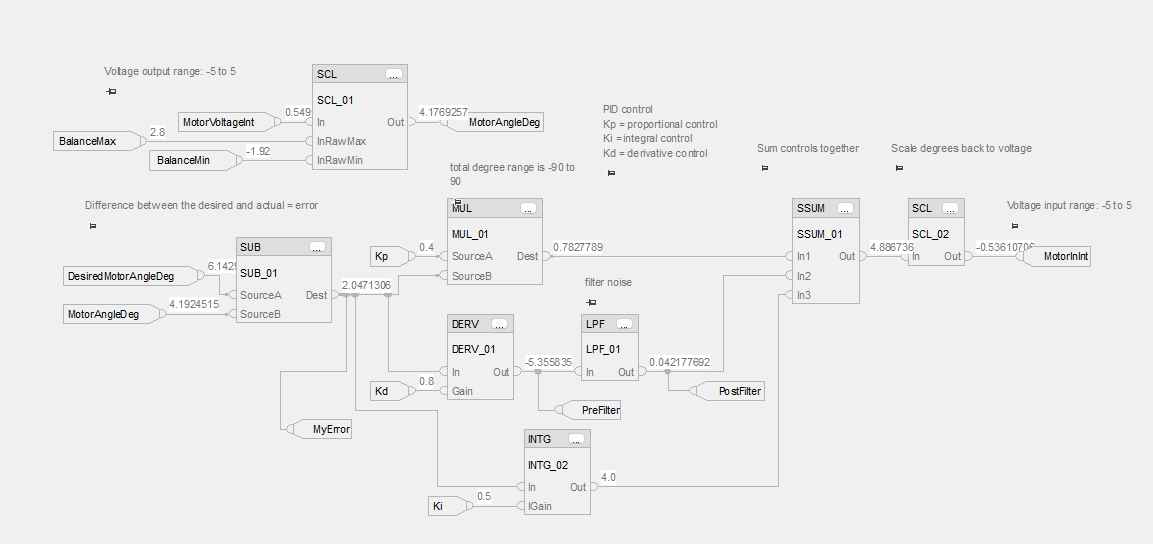 Voltage output range: -5 to 5
SCL
...
SCL_01
MotorVoltageInt
0.549
In
Out
4.1769257
MotorAngleDeg
BalanceMax
2.8
InRawMax
BalanceMin
-1.92
InRawMin
PID control
Kp = proportional control
Ki = integral control
Kd = derivative control
total degree range is -90 to
90
Sum controls together
Scale degrees back to voltage
Voltage input range: -5 to 5
Difference between the desired and actual = error
SUB
...
SUB_01
DesiredMotorAngleDeg
6.1429
SourceA
Dest
2.0471306
MotorAngleDeg
4.1924515
SourceB
MUL
...
MUL_01
Kp
0.4
SourceA
Dest
0.7827789
SourceB
SSUM
...
SSUM_01
In1
Out
4.886736
In2
In3
SCL
...
SCL_02
In
Out
MotorInInt
filter noise
DERV
...
DERV_01
In
Out
-5.355835
Kd
0.8
Gain
LPF
...
LPF_01
In
Out
0.042177692
PostFilter
PreFilter
MyError
INTG
...
INTG_02
In
Out
4.0
Ki
0.5
IGain